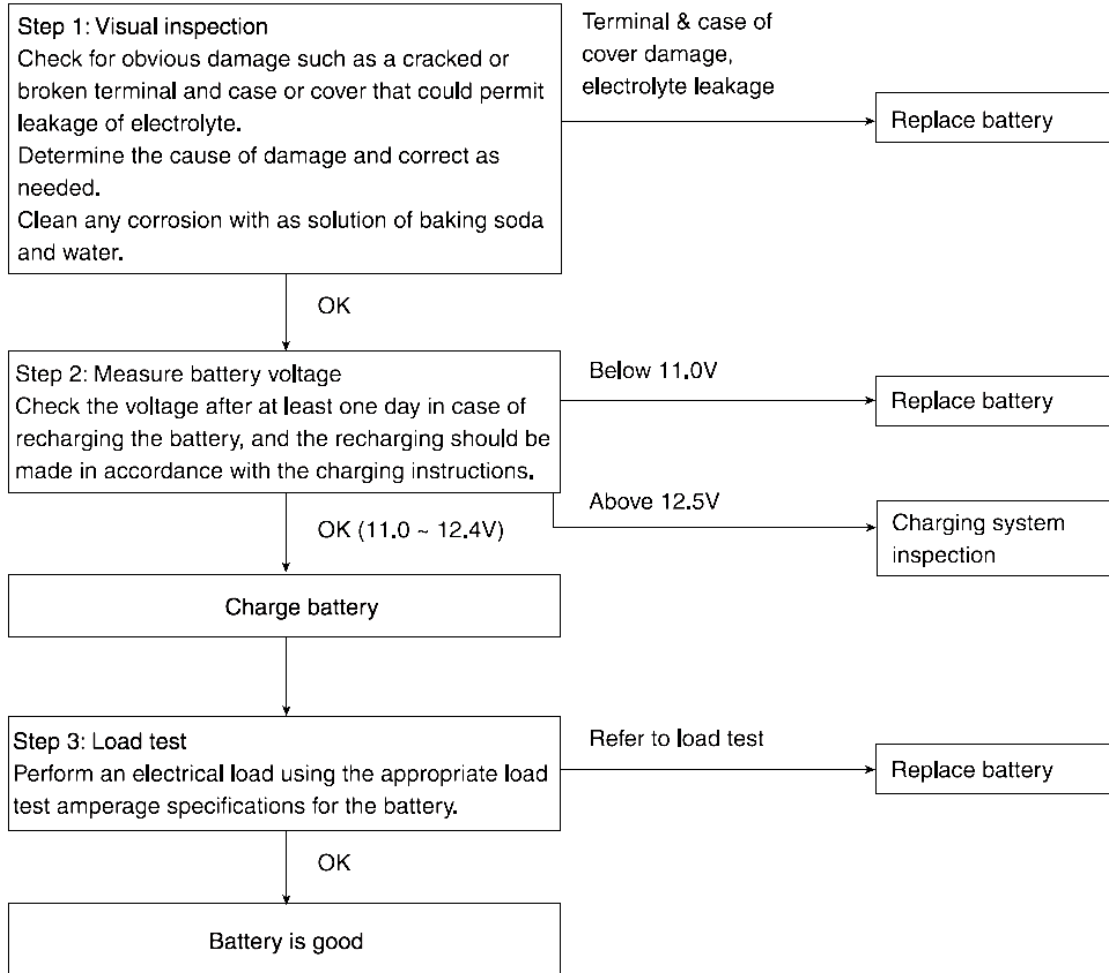 Step 1: Visual inspection
Check for obvious damage such as a cracked or
broken terminal and case or cover that could permit
leakage of electrolyte.
Determine the cause of damage and correct as
needed.
Clean any corrosion with as solution of baking soda
and water.
Terminal & case of
cover damage,
electrolyte leakage
Replace battery
OK
Step 2: Measure battery voltage
Check the voltage after at least one day in case of
recharging the battery, and the recharging should be
made in accordance with the charging instructions.
Below 11.0V
Replace battery
Above 12.5V
Charging system
inspection
OK (11.0 ~ 12.4V)
Charge battery
Step 3: Load test
Perform an electrical load using the appropriate load
test amperage specifications for the battery.
Refer to load test
Replace battery
OK
Battery is good